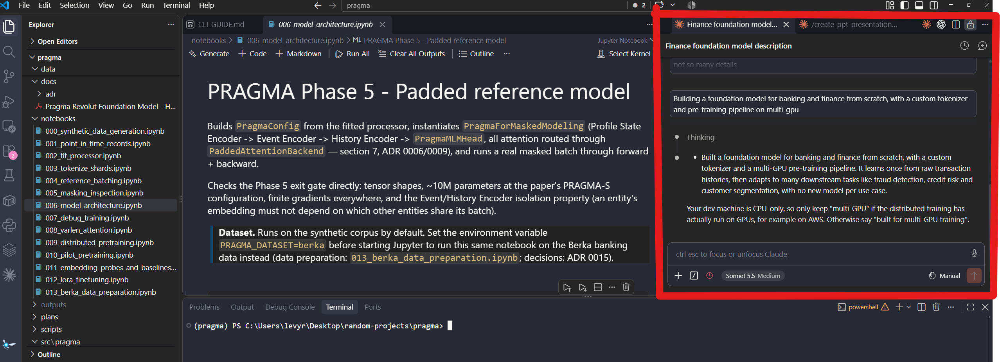 File Edit Selection View Go Run Terminal Help
pragma
2
Explorer
Open Editors
pragma
data
docs
adr
Pragma Revolut Foundation Model - H...
notebooks
000_synthetic_data_generation.ipynb
001_point_in_time_records.ipynb
002_fit_processor.ipynb
003_tokenize_shards.ipynb
004_reference_batching.ipynb
005_masking_inspection.ipynb
006_model_architecture.ipynb
007_debug_training.ipynb
008_varlen_attention.ipynb
009_distributed_pretraining.ipynb
010_pilot_pretraining.ipynb
011_embedding_probes_and_baselines...
012_lora_finetuning.ipynb
013_berka_data_preparation.ipynb
outputs
plans
scripts
src\pragma
Outline
2
CLI_GUIDE.md
006_model_architecture.ipynb
notebooks > 006_model_architecture.ipynb > M↓ PRAGMA Phase 5 - Padded reference model
Jupyter Notebook
Generate + Code + Markdown Run All Clear All Outputs Outline ...
Select Kernel
PRAGMA Phase 5 - Padded reference model
Builds PragmaConfig from the fitted processor, instantiates PragmaForMaskedModeling (Profile State
Encoder -> Event Encoder -> History Encoder -> PragmaMLMHead, all attention routed through
PaddedAttentionBackend — section 7, ADR 0006/0009), and runs a real masked batch through forward
+ backward.
Checks the Phase 5 exit gate directly: tensor shapes, ~10M parameters at the paper's PRAGMA-S
configuration, finite gradients everywhere, and the Event/History Encoder isolation property (an entity's
embedding must not depend on which other entities share its batch).
Dataset. Runs on the synthetic corpus by default. Set the environment variable
PRAGMA_DATASET=berka before starting Jupyter to run this same notebook on the Berka banking
data instead (data preparation: 013_berka_data_preparation.ipynb; decisions: ADR 0015).
Problems Output Debug Console Terminal Ports
powershell
(pragma) PS C:\Users\levyr\Desktop\random-projects\pragma>
Finance foundation model...
/create-ppt-presentation...
Finance foundation model description
not so many details
Building a foundation model for banking and finance from scratch, with a custom tokenizer
and pre-training pipeline on multi-gpu
Thinking
• Built a foundation model for banking and finance from scratch, with a custom
tokenizer and a multi-GPU pre-training pipeline. It learns once from raw transaction
histories, then adapts to many downstream tasks like fraud detection, credit risk and
customer segmentation, with no new model per use case.
Your dev machine is CPU-only, so only keep "multi-GPU" if the distributed training has
actually run on GPUs, for example on AWS. Otherwise say "built for multi-GPU training".
ctrl esc to focus or unfocus Claude
Sonnet 5.5 Medium
Manual